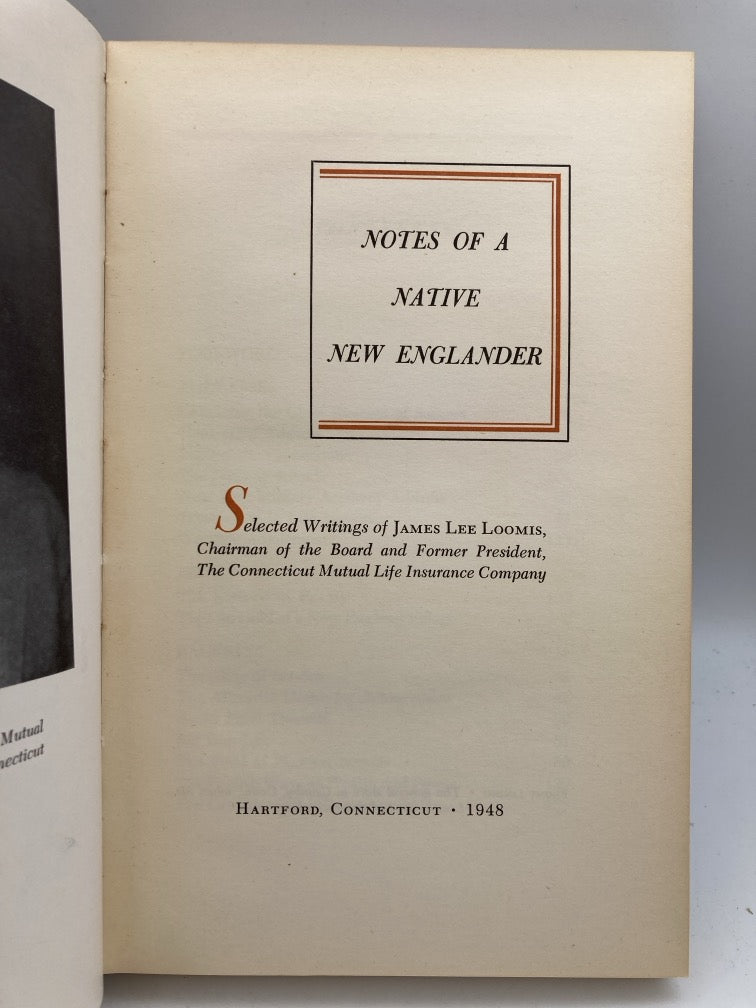 NOTES OF A
NATIVE
NEW ENGLANDER
Selected Writings of JAMES LEE LOOMIS,
Chairman of the Board and Former President,
The Connecticut Mutual Life Insurance Company
HARTFORD, CONNECTICUT · 1948
Mutual
necticut